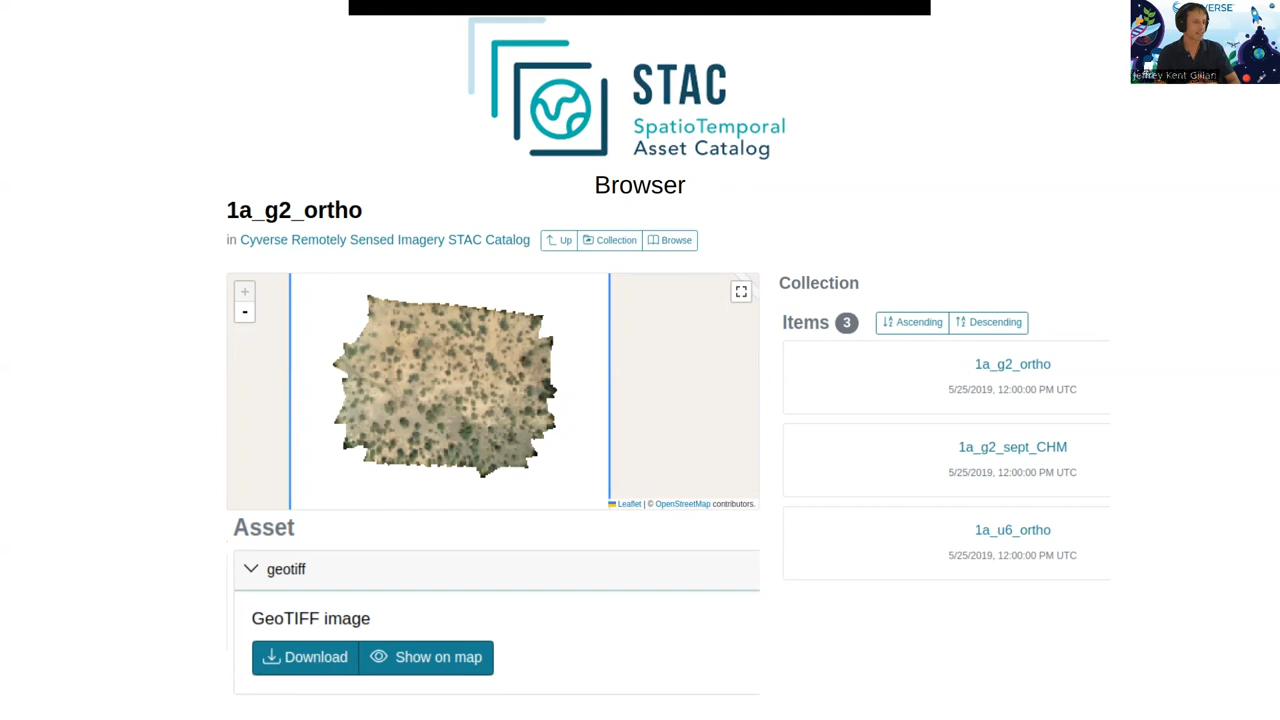 STAC
SpatioTemporal
Asset Catalog
Browser
1a_g2_ortho
in Cyverse Remotely Sensed Imagery STAC Catalog
Up
Collection
Browse
+
-
Leaflet | © OpenStreetMap contributors.
Asset
geotiff
GeoTIFF image
Download
Show on map
Collection
Items 3
Ascending
Descending
1a_g2_ortho
5/25/2019, 12:00:00 PM UTC
1a_g2_sept_CHM
5/25/2019, 12:00:00 PM UTC
1a_u6_ortho
5/25/2019, 12:00:00 PM UTC
Jeffrey Kent Gillan